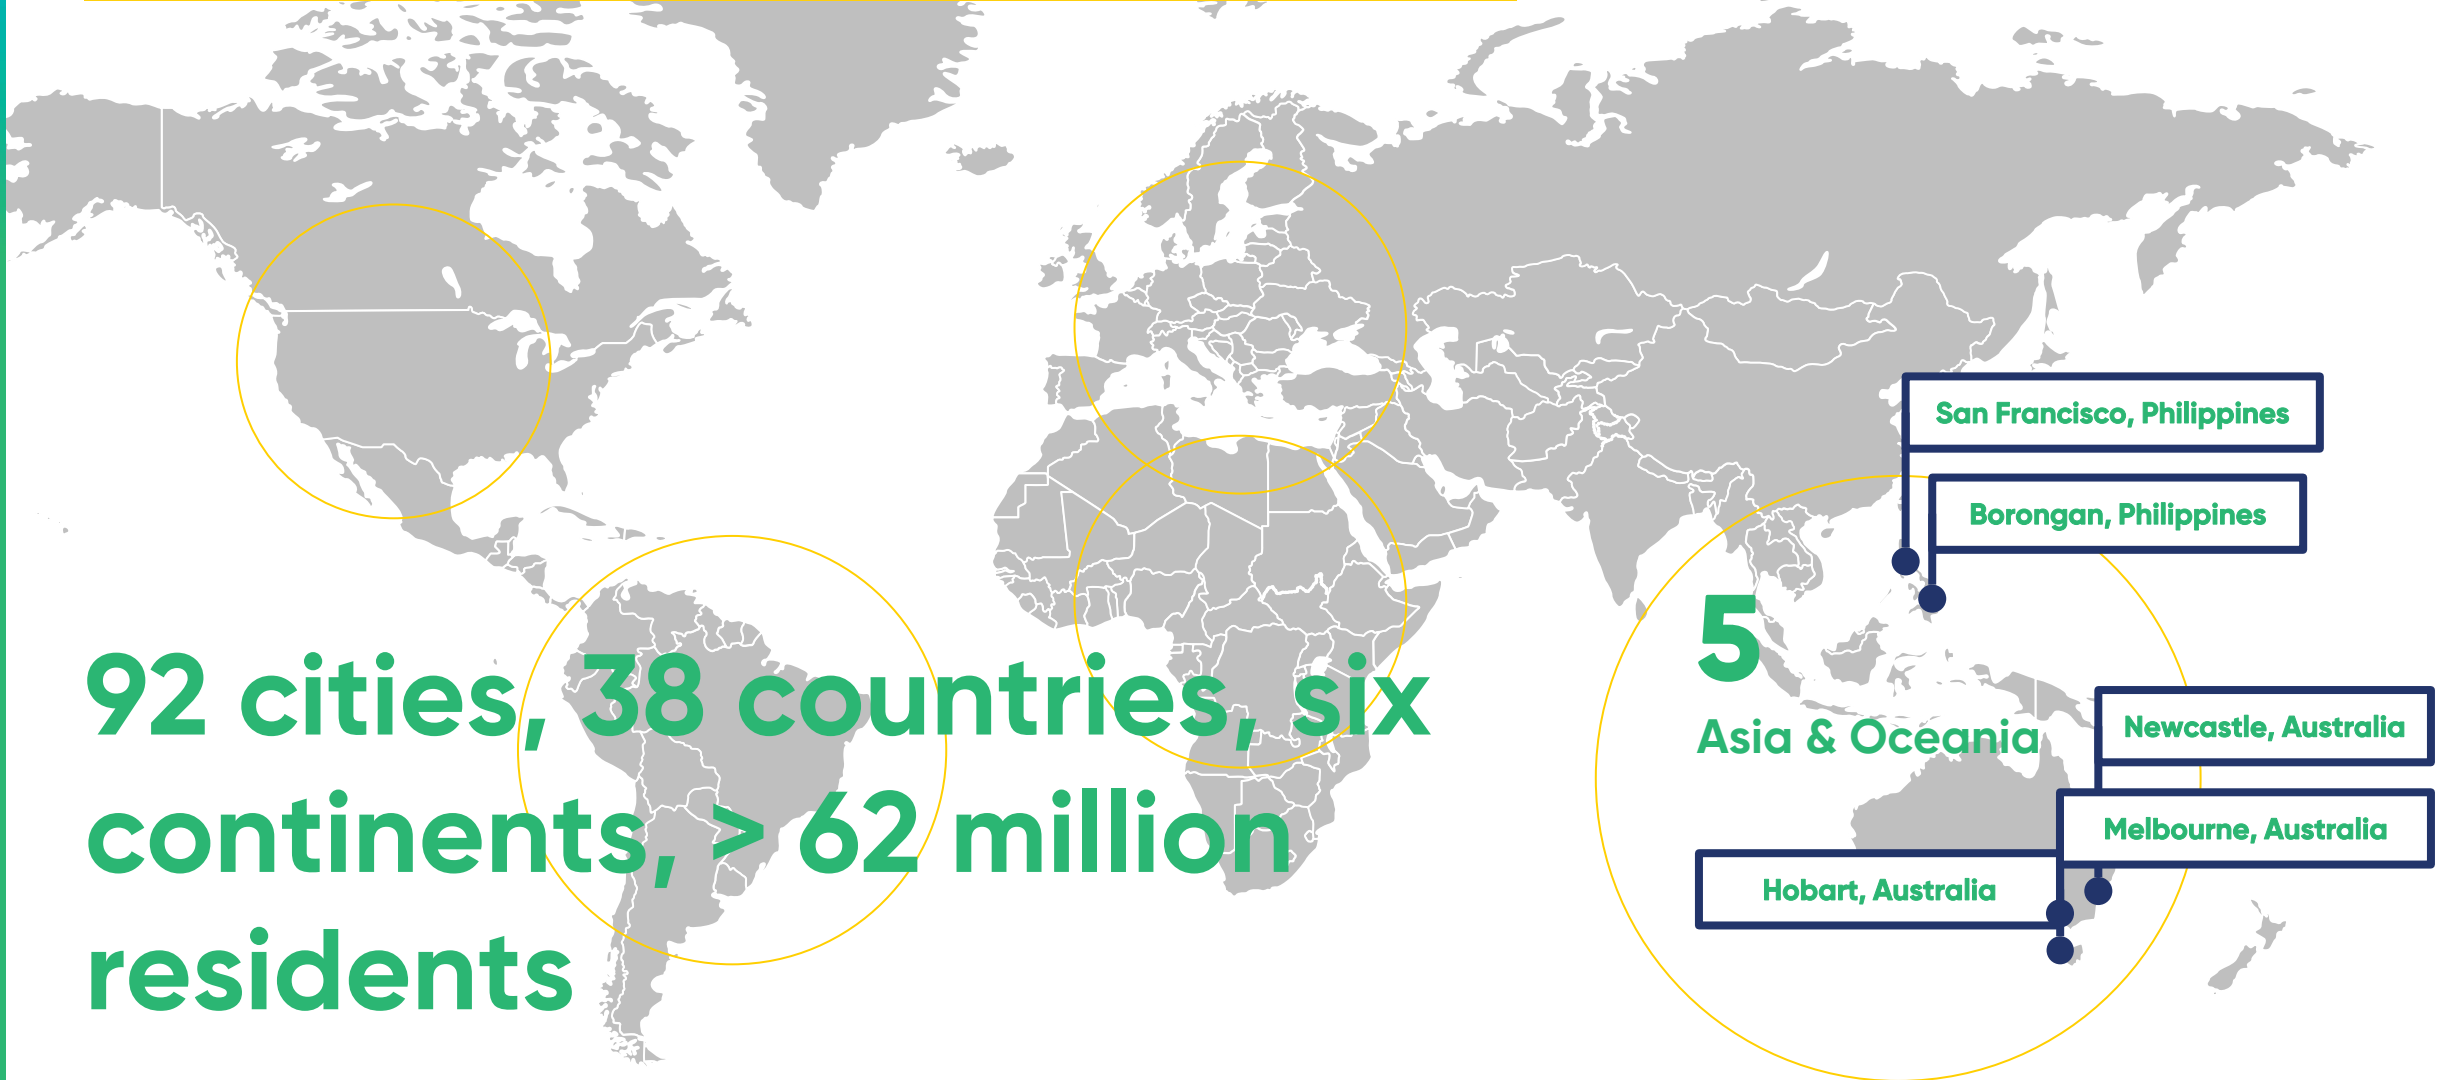 92 cities, 38 countries, six
continents, > 62 million
residents
San Francisco, Philippines
Borongan, Philippines
5
Asia & Oceania
Newcastle, Australia
Melbourne, Australia
Hobart, Australia